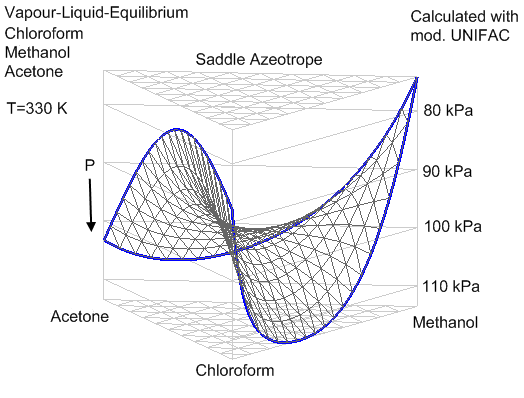 Vapour-Liquid-Equilibrium
Chloroform
Methanol
Acetone
T=330 K
Calculated with
mod. UNIFAC
Saddle Azeotrope
P
80 kPa
90 kPa
100 kPa
110 kPa
Acetone
Methanol
Chloroform